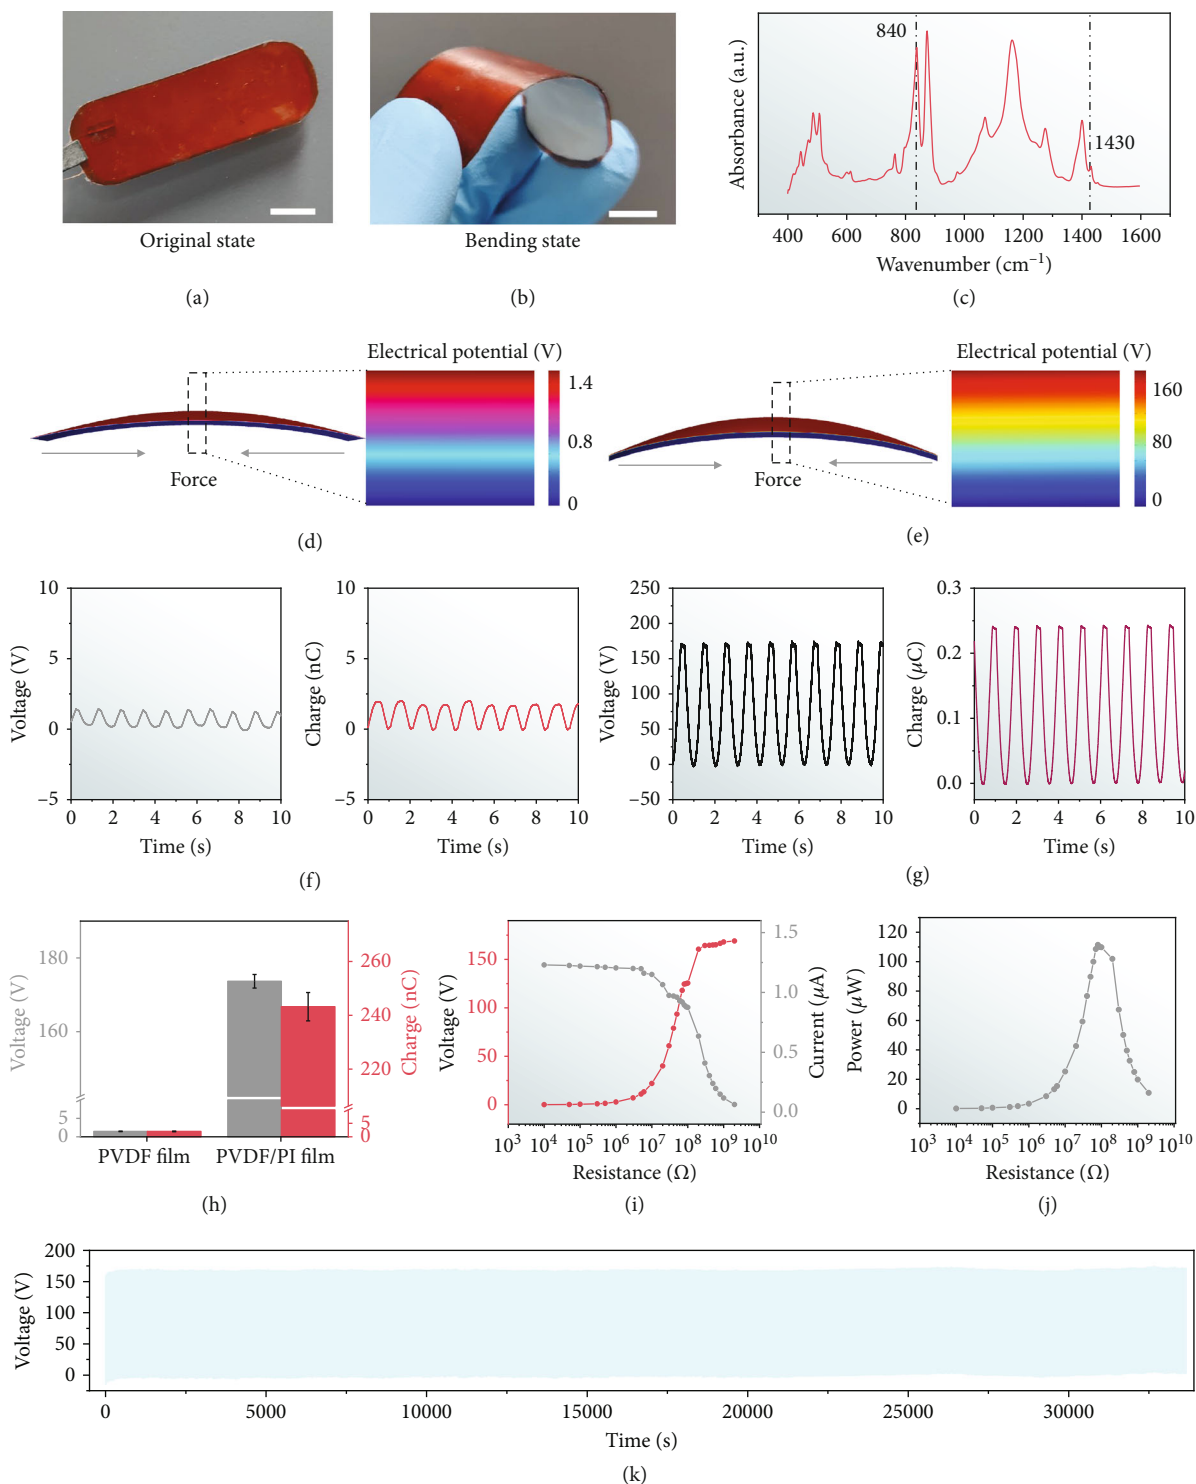 Original state
(a)
Bending state
(b)
Absorbance (a.u.)
840
1430
400 600 800 1000 1200 1400 1600
Wavenumber (cm⁻¹)
(c)
Electrical potential (V)
1.4
0.8
0
Force
(d)
Electrical potential (V)
160
80
0
Force
(e)
Voltage (V)
10
5
0
−5
0 2 4 6 8 10
Time (s)
Charge (nC)
10
5
0
−5
0 2 4 6 8 10
Time (s)
(f)
Voltage (V)
250
200
150
100
50
0
−50
0 2 4 6 8 10
Time (s)
Charge (μC)
0.3
0.2
0.1
0.0
0 2 4 6 8 10
Time (s)
(g)
Voltage (V)
180
160
5
0
Charge (nC)
260
240
220
5
0
PVDF film PVDF/PI film
(h)
Voltage (V)
150
100
50
0
Current (μA)
1.5
1.0
0.5
0.0
10³ 10⁴ 10⁵ 10⁶ 10⁷ 10⁸ 10⁹ 10¹⁰
Resistance (Ω)
(i)
Power (μW)
120
100
80
60
40
20
0
10³ 10⁴ 10⁵ 10⁶ 10⁷ 10⁸ 10⁹ 10¹⁰
Resistance (Ω)
(j)
Voltage (V)
200
150
100
50
0
0 5000 10000 15000 20000 25000 30000
Time (s)
(k)